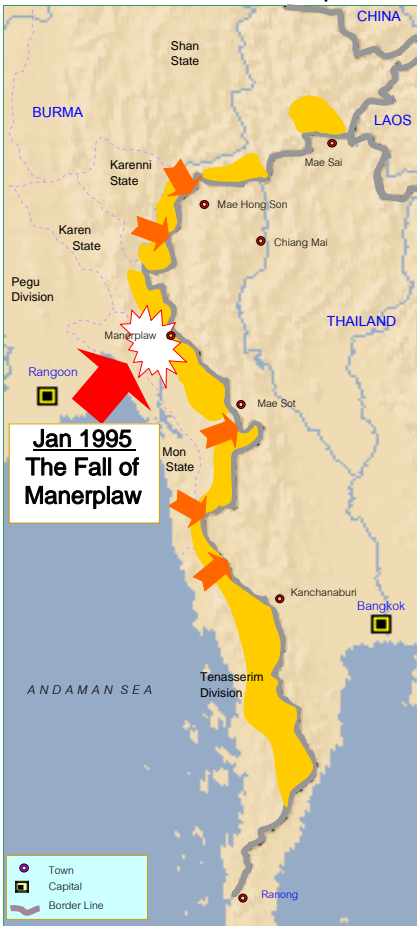 CHINA
Shan
State
BURMA
LAOS
Mae Sai
Karenni
State
Mae Hong Son
Karen
State
Chiang Mai
Pegu
Division
THAILAND
Manerplaw
Rangoon
Mae Sot
Jan 1995
The Fall of
Manerplaw
Mon
State
Kanchanaburi
Bangkok
Tenasserim
Division
ANDAMAN SEA
Town
Capital
Border Line
Ranong